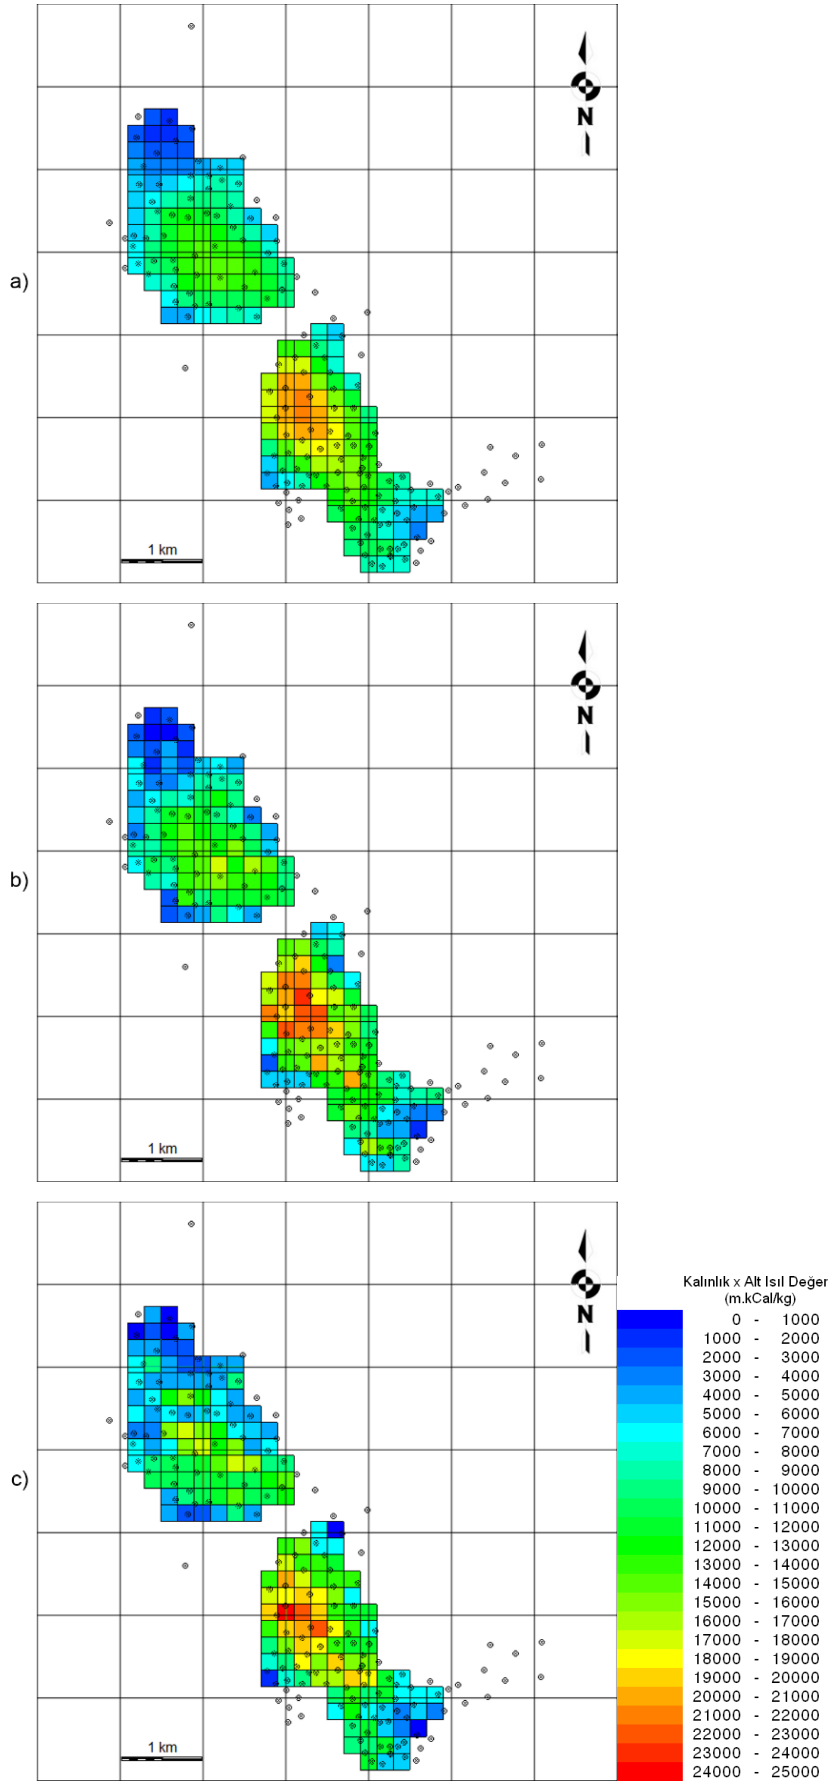 N
a)
1 km
N
b)
1 km
Kalınlık x Alt Isıl Değer
(m.kCal/kg)
N
0 - 1000
1000 - 2000
2000 - 3000
3000 - 4000
4000 - 5000
5000 - 6000
6000 - 7000
7000 - 8000
8000 - 9000
9000 - 10000
10000 - 11000
11000 - 12000
12000 - 13000
13000 - 14000
14000 - 15000
15000 - 16000
16000 - 17000
17000 - 18000
18000 - 19000
19000 - 20000
20000 - 21000
21000 - 22000
22000 - 23000
23000 - 24000
24000 - 25000
c)
1 km